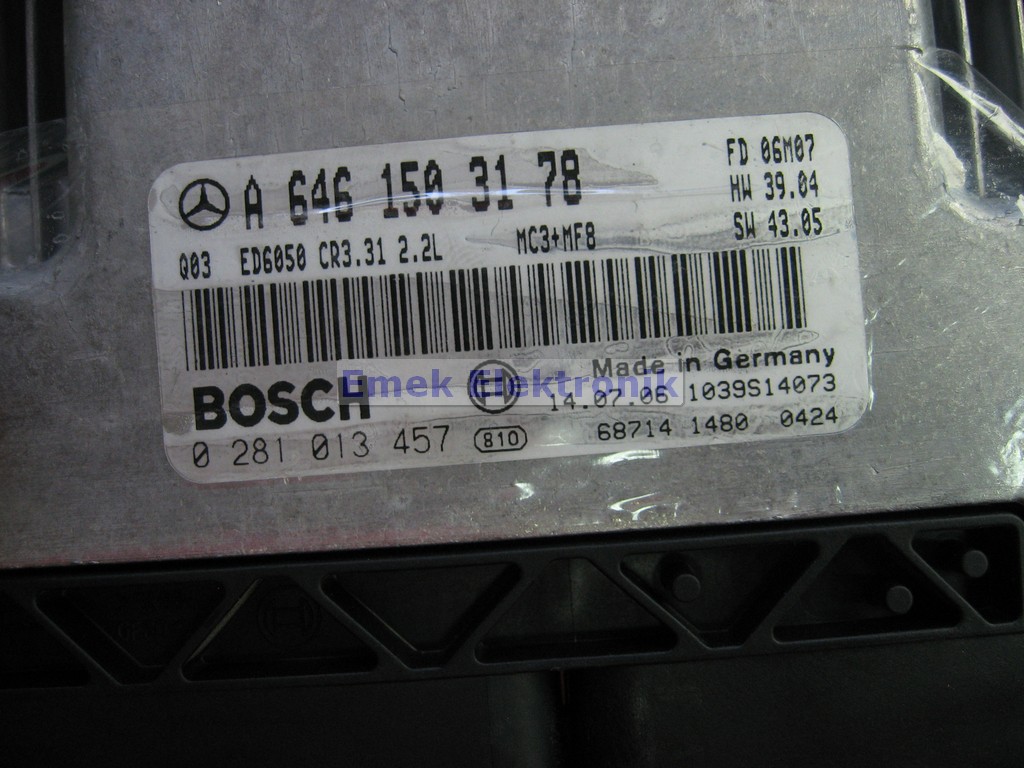 A 646 150 31 78
FD 06M07
HW 39.04
SW 43.05
Q03 ED6050 CR3.31 2.2L MC3+MF8
Made in Germany
BOSCH
Emek Elektronik
14.07.06 1039S14073
0 281 013 457 810
68714 1480 0424